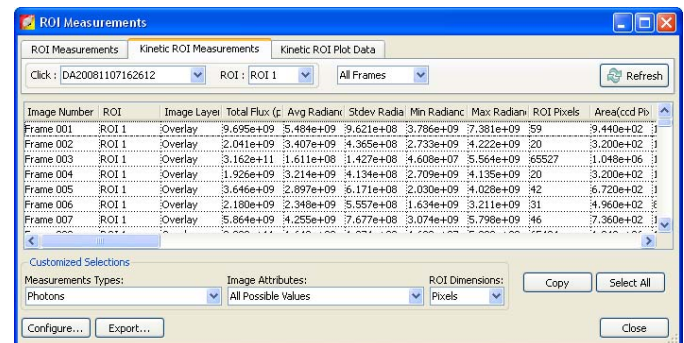 ROI Measurements
ROI Measurements Kinetic ROI Measurements Kinetic ROI Plot Data
Click : DA20081107162612 ROI : ROI 1 All Frames Refresh
Image Number ROI Image Layer Total Flux (p Avg Radianc Stdev Radia Min Radianc Max Radianc ROI Pixels Area(ccd Pix
Frame 001 ROI 1 Overlay 9.695e+09 5.484e+09 9.621e+08 3.786e+09 7.381e+09 59 9.440e+02
Frame 002 ROI 1 Overlay 2.041e+09 3.407e+09 4.365e+08 2.733e+09 4.222e+09 20 3.200e+02
Frame 003 ROI 1 Overlay 3.162e+11 1.611e+08 1.427e+08 4.608e+07 5.564e+09 65527 1.048e+06
Frame 004 ROI 1 Overlay 1.926e+09 3.214e+09 4.134e+08 2.709e+09 4.135e+09 20 3.200e+02
Frame 005 ROI 1 Overlay 3.646e+09 2.897e+09 6.171e+08 2.030e+09 4.028e+09 42 6.720e+02
Frame 006 ROI 1 Overlay 2.180e+09 2.348e+09 5.557e+08 1.634e+09 3.211e+09 31 4.960e+02
Frame 007 ROI 1 Overlay 5.864e+09 4.255e+09 7.677e+08 3.074e+09 5.798e+09 46 7.360e+02
Customized Selections
Measurements Types: Image Attributes: ROI Dimensions:
Photons All Possible Values Pixels Copy Select All
Configure... Export... Close